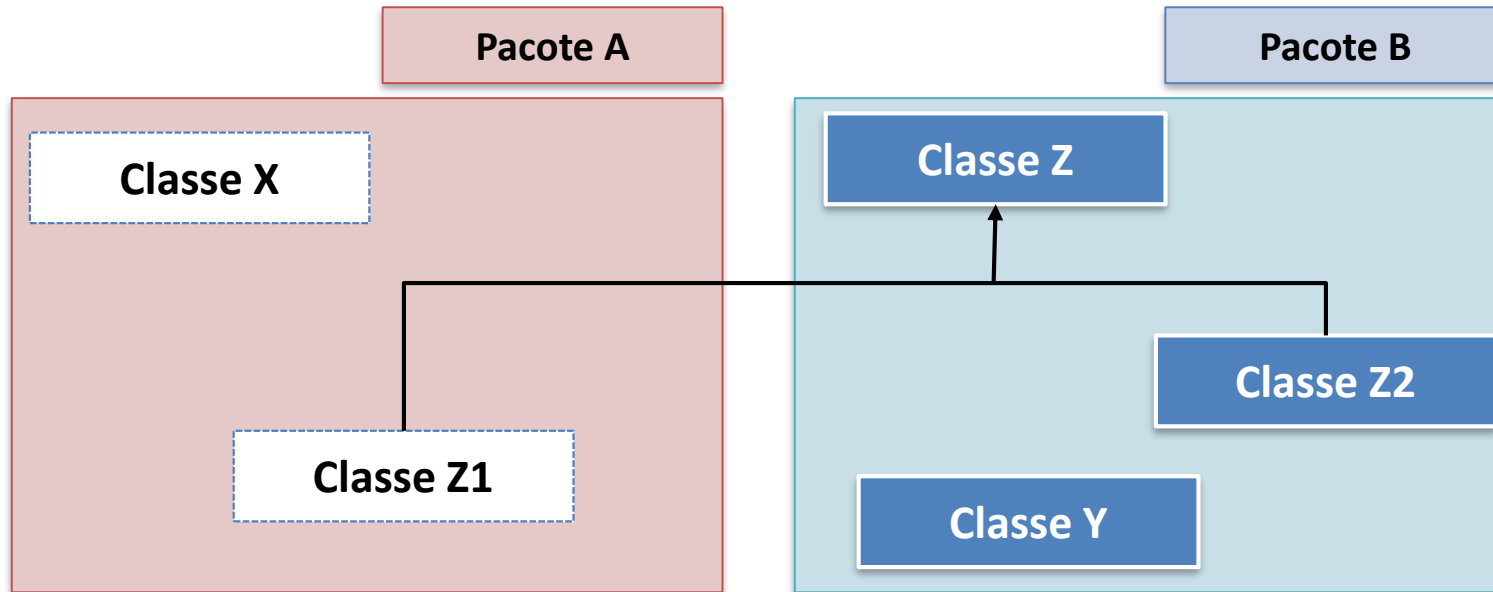 Pacote A
Pacote B
Classe X
Classe Z
Classe Z2
Classe Z1
Classe Y